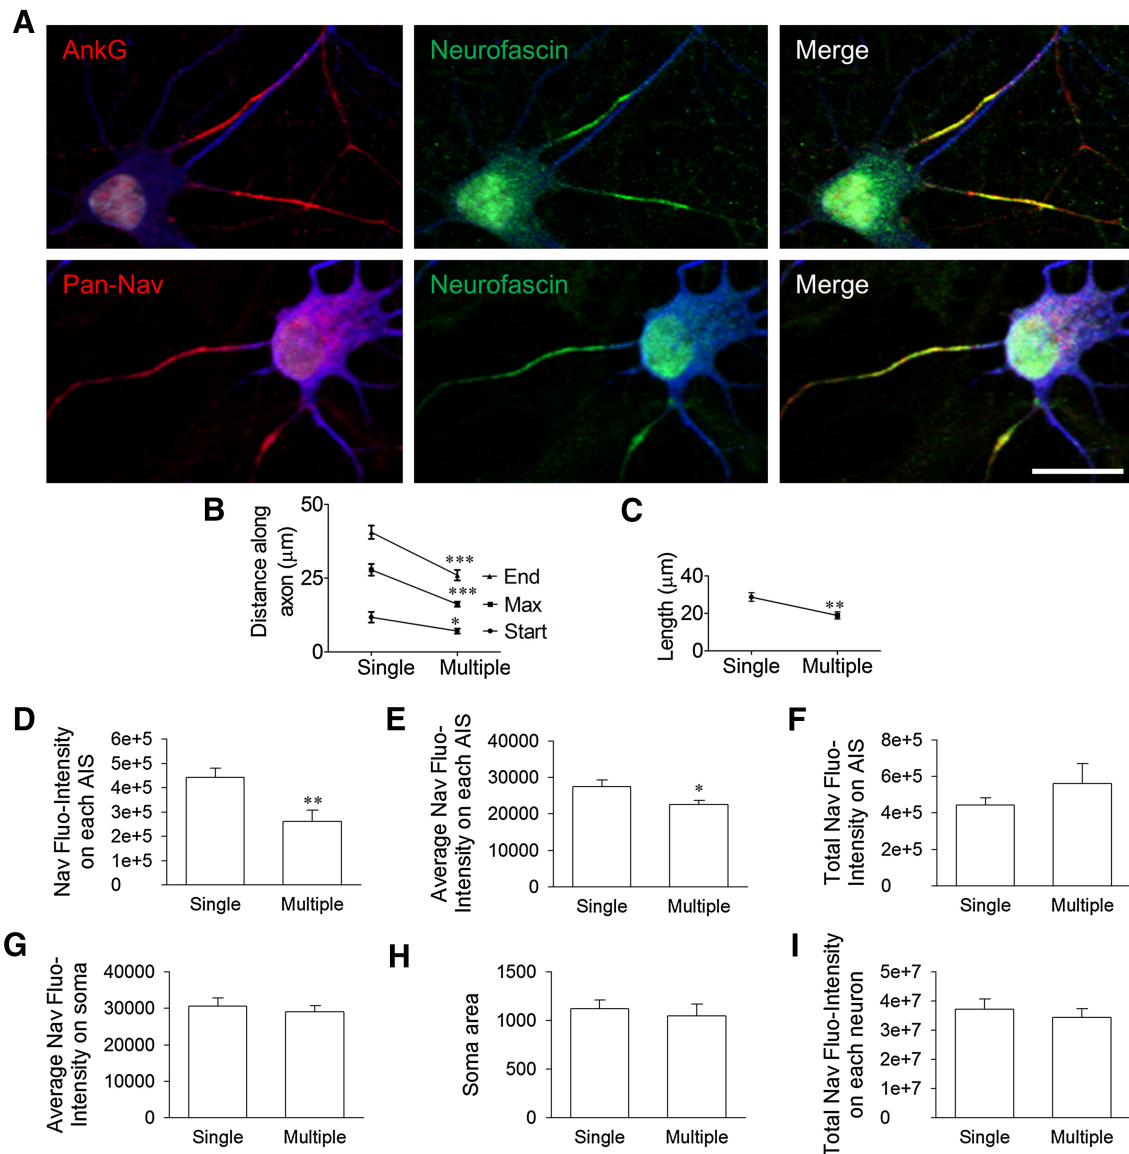 A
AnkG
Neurofascin
Merge
Pan-Nav
Neurofascin
Merge
B
Distance along
axon (μm)
50
25
0
***
***
*
End
Max
Start
Single
Multiple
C
Length (μm)
40
20
0
**
Single
Multiple
D
Nav Fluo-Intensity
on each AIS
6e+5
5e+5
4e+5
3e+5
2e+5
1e+5
0
**
Single
Multiple
E
Average Nav Fluo-
Intensity on each AIS
40000
30000
20000
10000
0
*
Single
Multiple
F
Total Nav Fluo-
Intensity on AIS
8e+5
6e+5
4e+5
2e+5
0
Single
Multiple
G
Average Nav Fluo-
Intensity on soma
40000
30000
20000
10000
0
Single
Multiple
H
Soma area
1500
1000
500
0
Single
Multiple
I
Total Nav Fluo-Intensity
on each neuron
5e+7
4e+7
3e+7
2e+7
1e+7
0
Single
Multiple